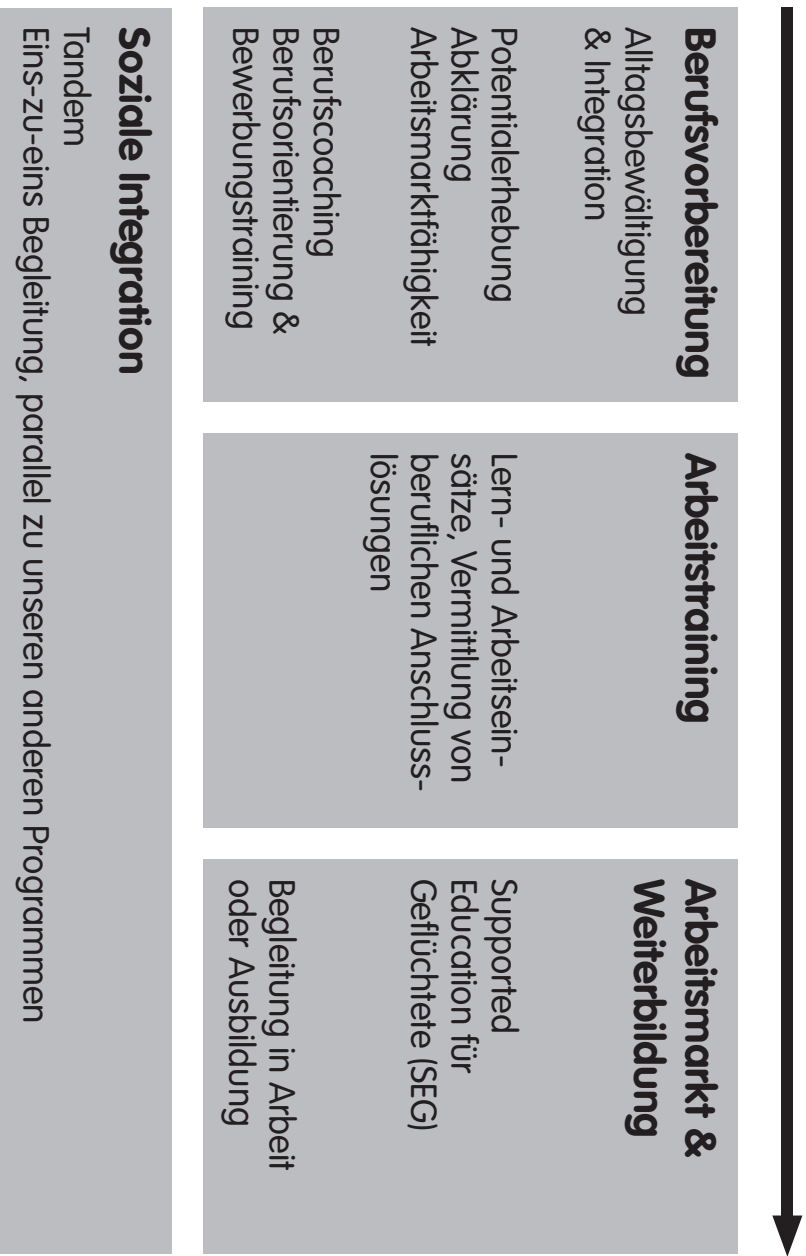 Berufsvorbereitung
Alltagsbewältigung
& Integration
Potentialerhebung
Abklärung
Arbeitsmarktfähigkeit
Berufscoaching
Berufsorientierung &
Bewerbungstraining
Arbeitstraining
Lern- und Arbeitsein-
sätze, Vermittlung von
beruflichen Anschluss-
lösungen
Arbeitsmarkt &
Weiterbildung
Supported
Education für
Geflüchtete (SEG)
Begleitung in Arbeit
oder Ausbildung
Soziale Integration
Tandem
Eins-zu-eins Begleitung, parallel zu unseren anderen Programmen